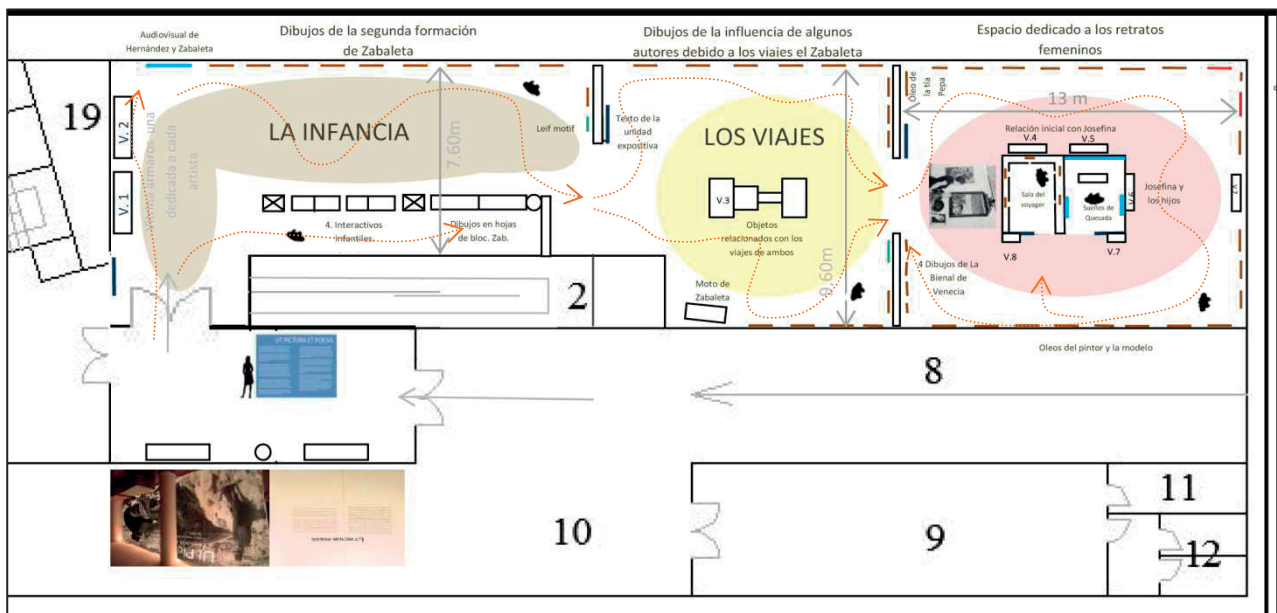 Audiovisual de
Hernández y Zabaleta
Dibujos de la segunda formación
de Zabaleta
Dibujos de la influencia de algunos
autores debido a los viajes el Zabaleta
Espacio dedicado a los retratos
femeninos
19
V. 2
V. 1
una
dedicada a cada
artista
LA INFANCIA
7.60m
Leif motif
Texto de la
unidad
expositiva
4. Interactivos
infantiles.
Dibujos en hojas
de bloc. Zab.
2
LOS VIAJES
V.3
Objetos
relacionados con los
viajes de ambos
9.60m
Moto de
Zabaleta
Oleo de
la tía
Pepa
13 m
Relación inicial con Josefina
V.4
V.5
Sala del
voyager
Sueños de
Quesada
Josefina y
los hijos
V.8
V.7
4 Dibujos de La
Bienal de
Venecia
Oleos del pintor y la modelo
UT PICTURA ET POESIS
8
10
9
11
12